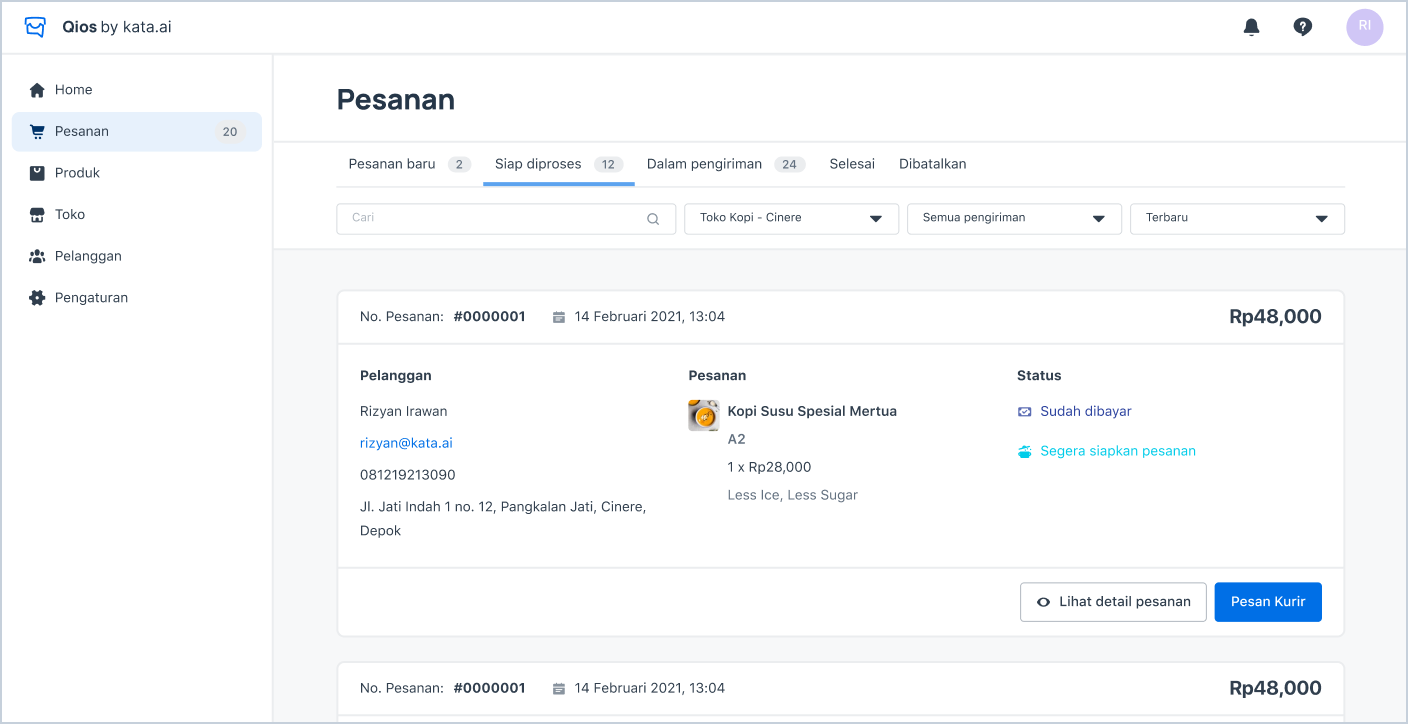 Qios by kata.ai
RI
Home
Pesanan 20
Produk
Toko
Pelanggan
Pengaturan
Pesanan
Pesanan baru 2 Siap diproses 12 Dalam pengiriman 24 Selesai Dibatalkan
Cari Toko Kopi - Cinere Semua pengiriman Terbaru
No. Pesanan: #0000001 14 Februari 2021, 13:04 Rp48,000
Pelanggan
Rizyan Irawan
rizyan@kata.ai
081219213090
Jl. Jati Indah 1 no. 12, Pangkalan Jati, Cinere,
Depok
Pesanan
Kopi Susu Spesial Mertua
A2
1 x Rp28,000
Less Ice, Less Sugar
Status
Sudah dibayar
Segera siapkan pesanan
Lihat detail pesanan Pesan Kurir
No. Pesanan: #0000001 14 Februari 2021, 13:04 Rp48,000